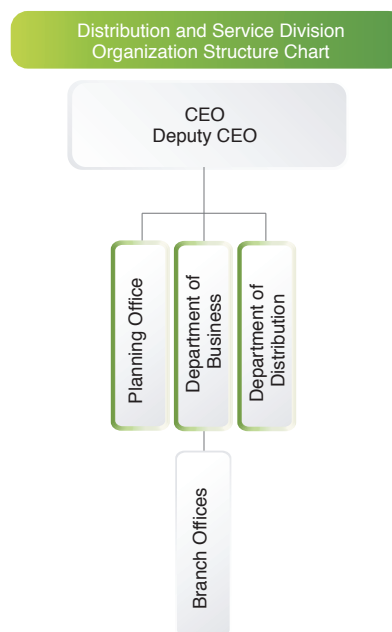 Distribution and Service Division
Organization Structure Chart
CEO
Deputy CEO
Planning Office
Department of
Business
Department of
Distribution
Branch Offices